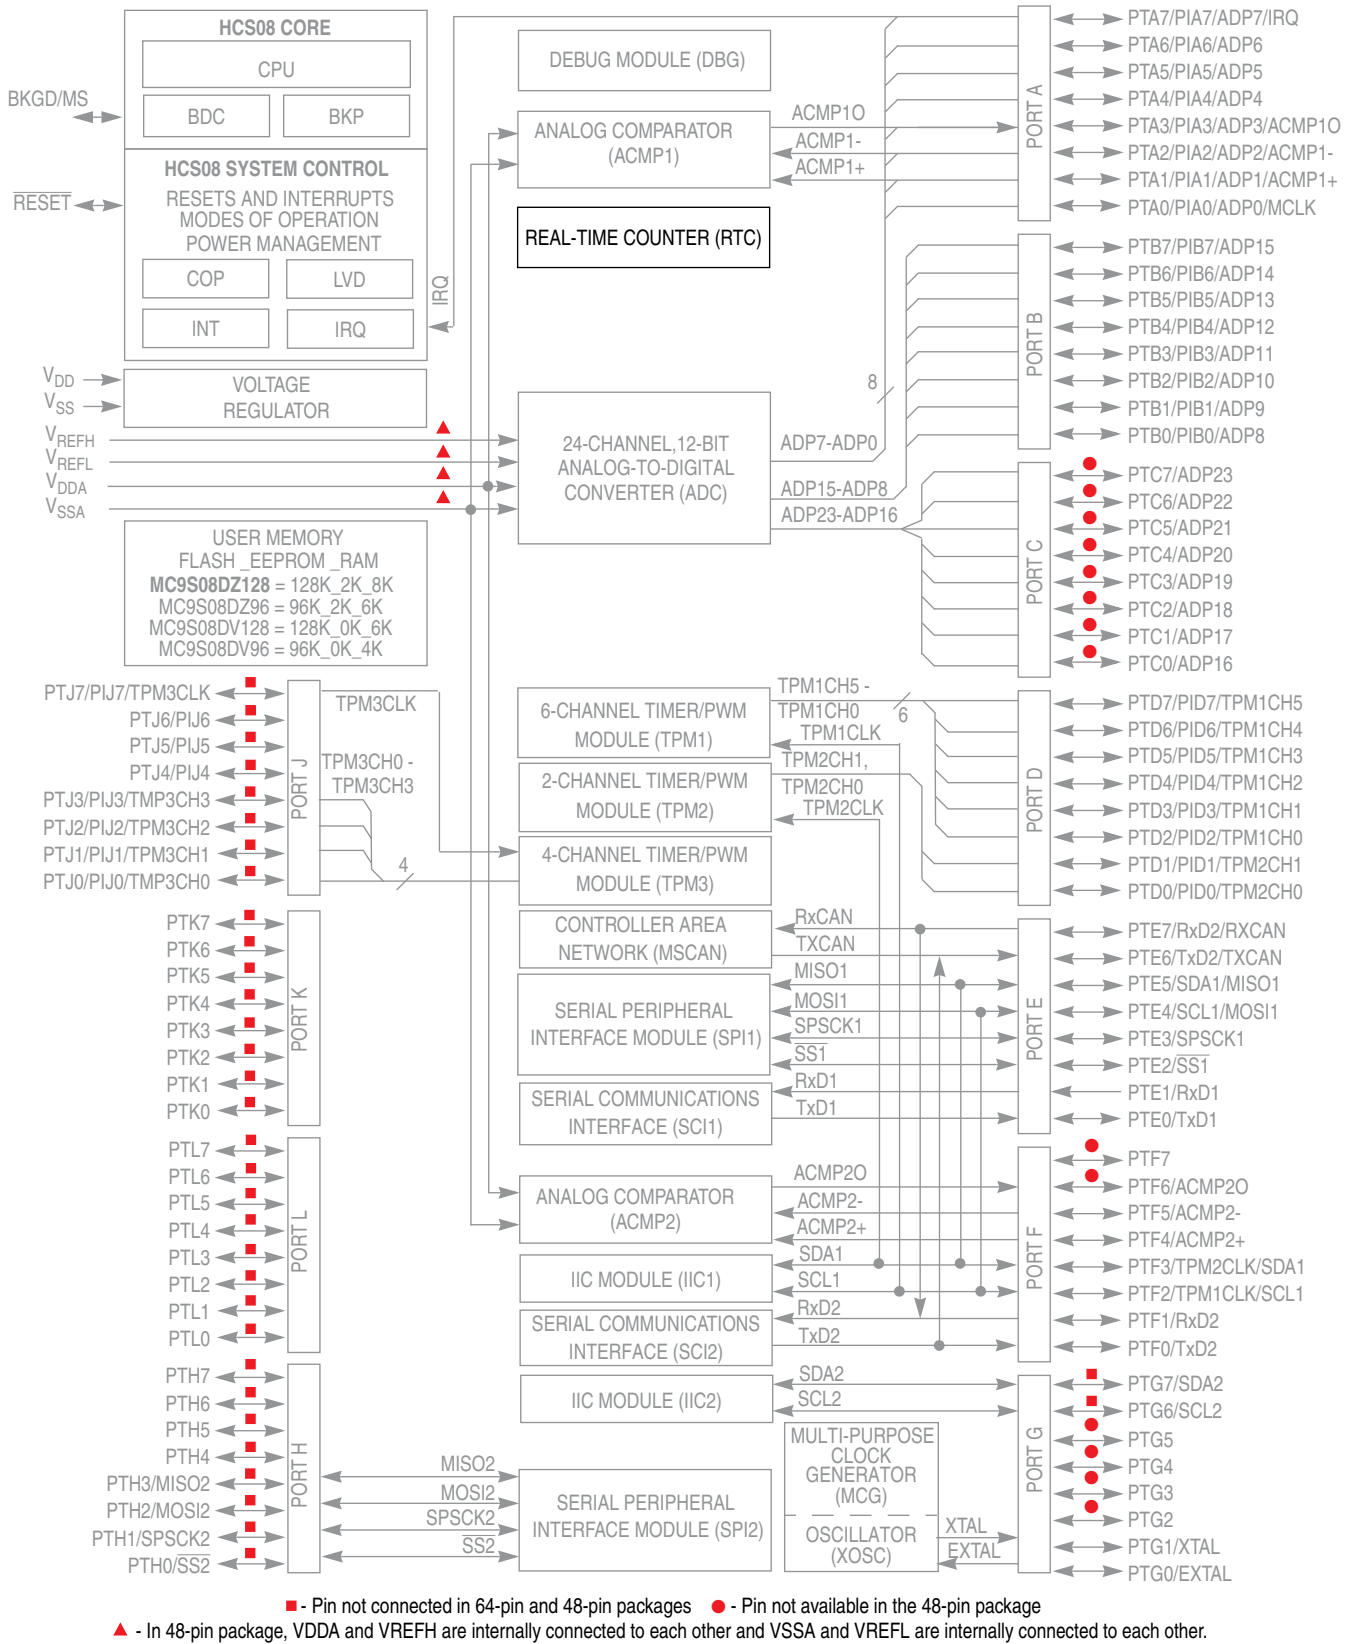 HCS08 CORE
CPU
BDC
BKP
BKGD/MS
HCS08 SYSTEM CONTROL
RESETS AND INTERRUPTS
MODES OF OPERATION
POWER MANAGEMENT
COP
LVD
INT
IRQ
RESET
IRQ
VOLTAGE
REGULATOR
VDD
VSS
VREFH
VREFL
VDDA
VSSA
USER MEMORY
FLASH _EEPROM _RAM
MC9S08DZ128 = 128K_2K_8K
MC9S08DZ96 = 96K_2K_6K
MC9S08DV128 = 128K_0K_6K
MC9S08DV96 = 96K_0K_4K
DEBUG MODULE (DBG)
ANALOG COMPARATOR
(ACMP1)
ACMP1O
ACMP1-
ACMP1+
REAL-TIME COUNTER (RTC)
24-CHANNEL,12-BIT
ANALOG-TO-DIGITAL
CONVERTER (ADC)
8
ADP7-ADP0
ADP15-ADP8
ADP23-ADP16
PORT A
PTA7/PIA7/ADP7/IRQ
PTA6/PIA6/ADP6
PTA5/PIA5/ADP5
PTA4/PIA4/ADP4
PTA3/PIA3/ADP3/ACMP1O
PTA2/PIA2/ADP2/ACMP1-
PTA1/PIA1/ADP1/ACMP1+
PTA0/PIA0/ADP0/MCLK
PORT B
PTB7/PIB7/ADP15
PTB6/PIB6/ADP14
PTB5/PIB5/ADP13
PTB4/PIB4/ADP12
PTB3/PIB3/ADP11
PTB2/PIB2/ADP10
PTB1/PIB1/ADP9
PTB0/PIB0/ADP8
PORT C
PTC7/ADP23
PTC6/ADP22
PTC5/ADP21
PTC4/ADP20
PTC3/ADP19
PTC2/ADP18
PTC1/ADP17
PTC0/ADP16
PTJ7/PIJ7/TPM3CLK
PTJ6/PIJ6
PTJ5/PIJ5
PTJ4/PIJ4
PTJ3/PIJ3/TMP3CH3
PTJ2/PIJ2/TPM3CH2
PTJ1/PIJ1/TPM3CH1
PTJ0/PIJ0/TMP3CH0
PORT J
TPM3CLK
TPM3CH0 -
TPM3CH3
4
6-CHANNEL TIMER/PWM
MODULE (TPM1)
TPM1CH5 -
TPM1CH0
6
TPM1CLK
2-CHANNEL TIMER/PWM
MODULE (TPM2)
TPM2CH1,
TPM2CH0
TPM2CLK
4-CHANNEL TIMER/PWM
MODULE (TPM3)
PORT D
PTD7/PID7/TPM1CH5
PTD6/PID6/TPM1CH4
PTD5/PID5/TPM1CH3
PTD4/PID4/TPM1CH2
PTD3/PID3/TPM1CH1
PTD2/PID2/TPM1CH0
PTD1/PID1/TPM2CH1
PTD0/PID0/TPM2CH0
PTK7
PTK6
PTK5
PTK4
PTK3
PTK2
PTK1
PTK0
PORT K
CONTROLLER AREA
NETWORK (MSCAN)
RxCAN
TXCAN
SERIAL PERIPHERAL
INTERFACE MODULE (SPI1)
MISO1
MOSI1
SPSCK1
SS1
SERIAL COMMUNICATIONS
INTERFACE (SCI1)
RxD1
TxD1
PORT E
PTE7/RxD2/RXCAN
PTE6/TxD2/TXCAN
PTE5/SDA1/MISO1
PTE4/SCL1/MOSI1
PTE3/SPSCK1
PTE2/SS1
PTE1/RxD1
PTE0/TxD1
PTL7
PTL6
PTL5
PTL4
PTL3
PTL2
PTL1
PTL0
PORT L
ANALOG COMPARATOR
(ACMP2)
ACMP2O
ACMP2-
ACMP2+
IIC MODULE (IIC1)
SDA1
SCL1
SERIAL COMMUNICATIONS
INTERFACE (SCI2)
RxD2
TxD2
PORT F
PTF7
PTF6/ACMP2O
PTF5/ACMP2-
PTF4/ACMP2+
PTF3/TPM2CLK/SDA1
PTF2/TPM1CLK/SCL1
PTF1/RxD2
PTF0/TxD2
PTH7
PTH6
PTH5
PTH4
PTH3/MISO2
PTH2/MOSI2
PTH1/SPSCK2
PTH0/SS2
PORT H
MISO2
MOSI2
SPSCK2
SS2
IIC MODULE (IIC2)
SDA2
SCL2
SERIAL PERIPHERAL
INTERFACE MODULE (SPI2)
MULTI-PURPOSE
CLOCK
GENERATOR
(MCG)
OSCILLATOR
(XOSC)
XTAL
EXTAL
PORT G
PTG7/SDA2
PTG6/SCL2
PTG5
PTG4
PTG3
PTG2
PTG1/XTAL
PTG0/EXTAL
- Pin not connected in 64-pin and 48-pin packages - Pin not available in the 48-pin package
- In 48-pin package, VDDA and VREFH are internally connected to each other and VSSA and VREFL are internally connected to each other.